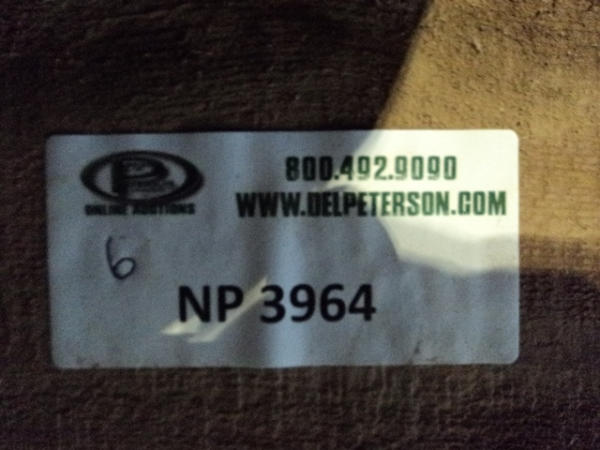 P
ONLINE AUCTIONS
800.492.9090
WWW.DELPETERSON.COM
6
NP 3964